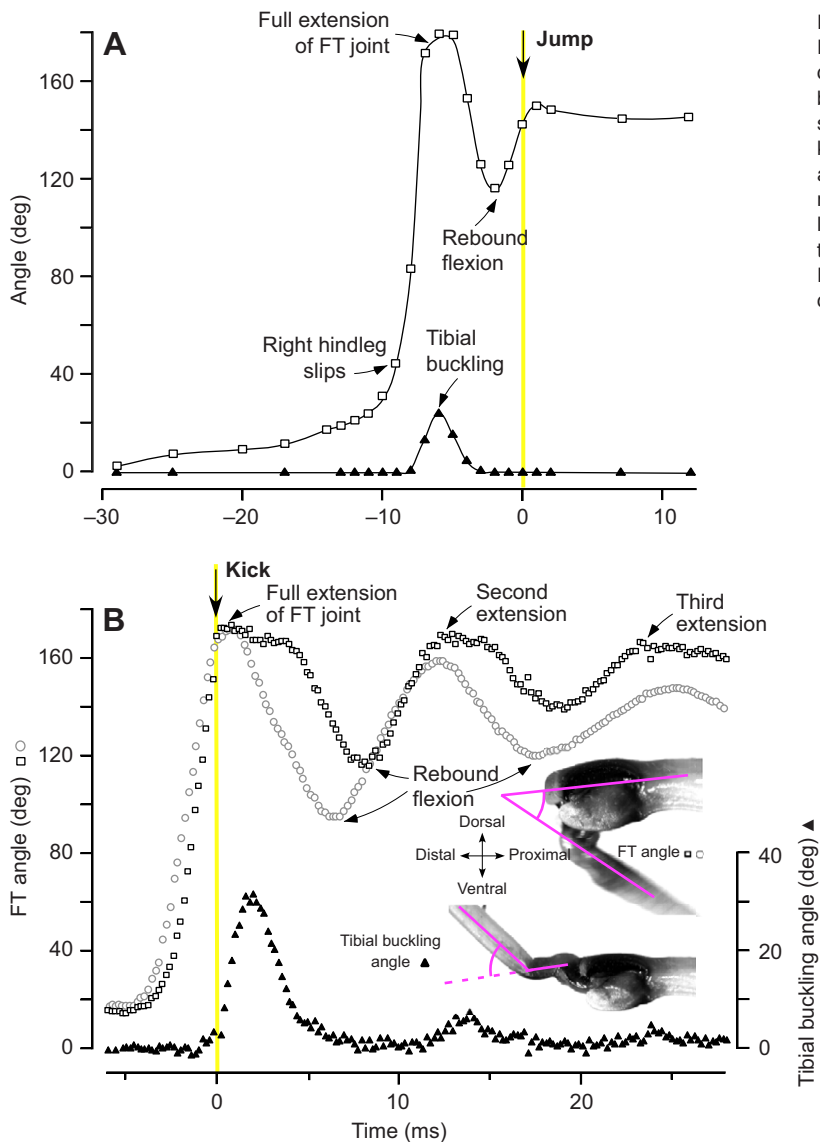 A
Full extension
of FT joint
Jump
160
120
80
40
0
Angle (deg)
Rebound
flexion
Right hindleg
slips
Tibial
buckling
–30
–20
–10
0
10
B
Kick
Full extension
of FT joint
Second
extension
Third
extension
160
120
80
40
0
FT angle (deg)
Rebound
flexion
Dorsal
Distal
Proximal
Ventral
FT angle
Tibial buckling
angle
40
20
0
Tibial buckling angle (deg)
0
10
20
Time (ms)